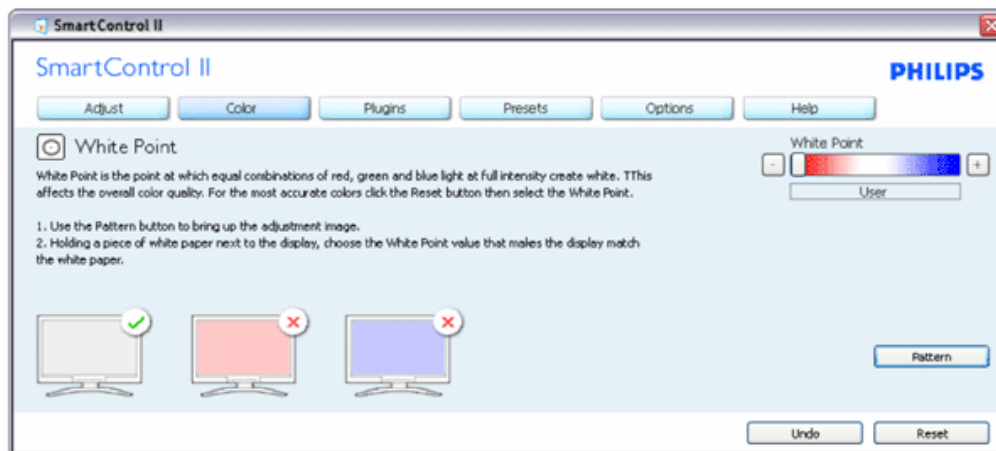 SmartControl II
SmartControl II
PHILIPS
Adjust Color Plugins Presets Options Help
White Point
White Point is the point at which equal combinations of red, green and blue light at full intensity create white. TThis
affects the overall color quality. For the most accurate colors click the Reset button then select the White Point.
1. Use the Pattern button to bring up the adjustment image.
2. Holding a piece of white paper next to the display, choose the White Point value that makes the display match
the white paper.
White Point
- +
User
Pattern
Undo Reset